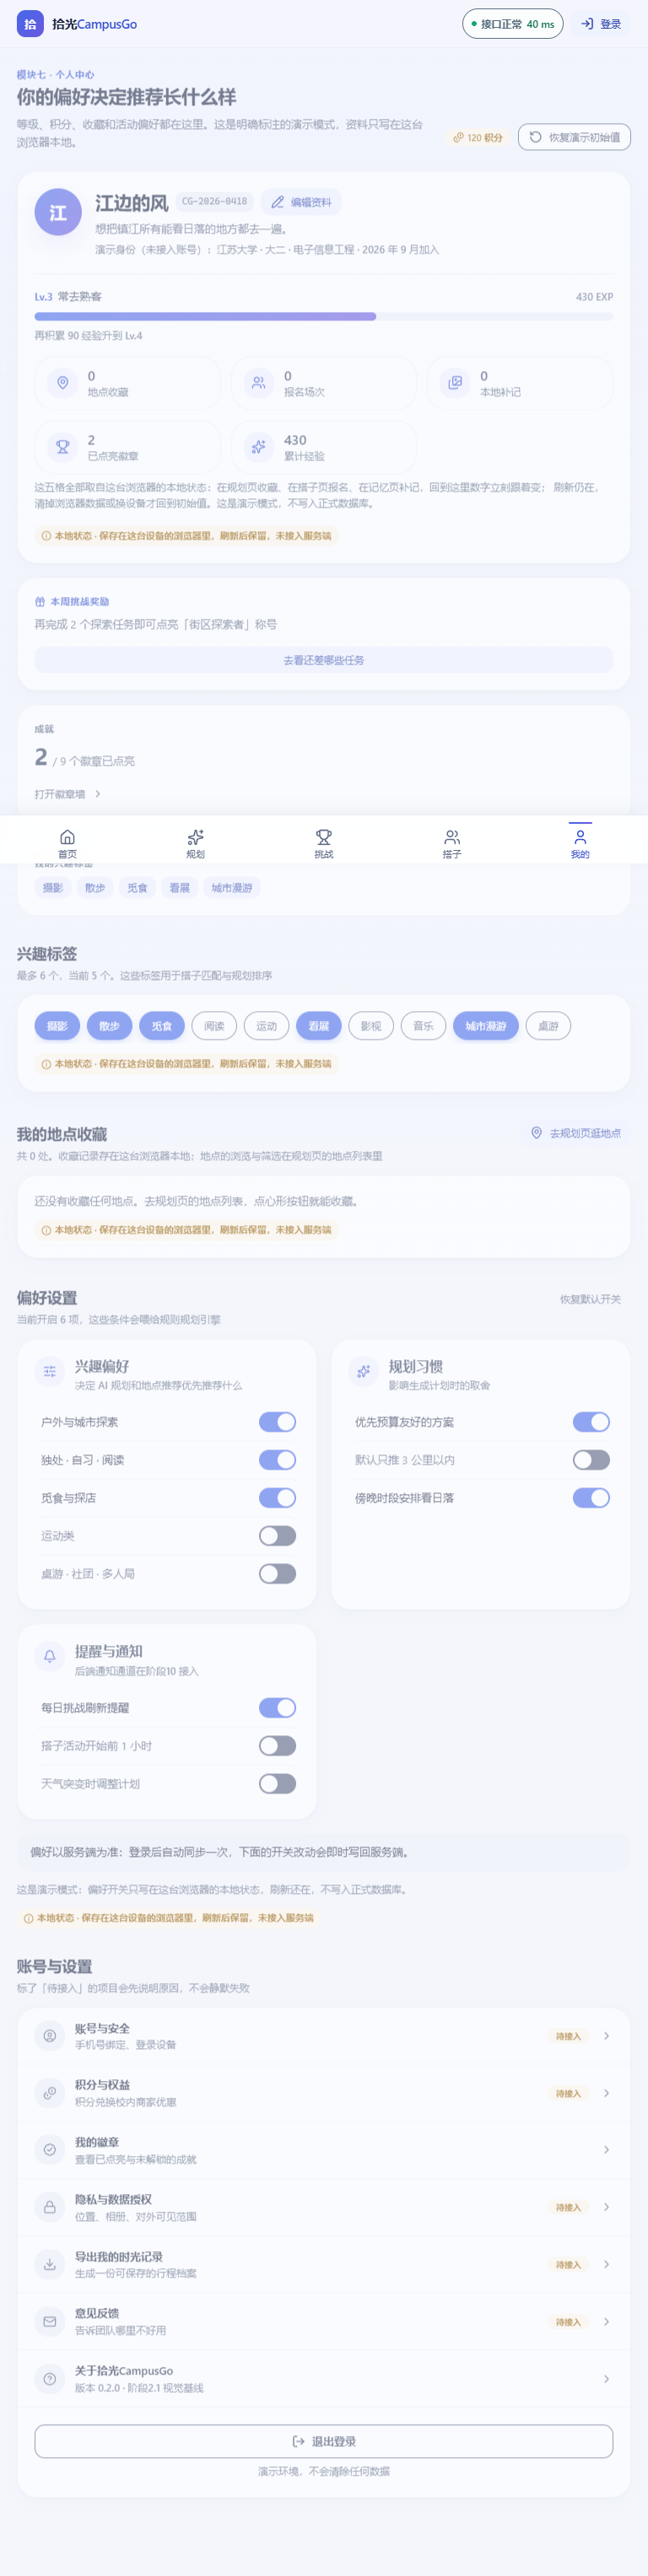 拾 拾光CampusGo
接口正常 40 ms
登录
模块七 · 个人中心
你的偏好决定推荐长什么样
等级、积分、收藏和活动偏好都在这里。这是明确标注的演示模式，资料只写在这台
浏览器本地。
120 积分
恢复演示初始值
江
江边的风 CG-2026-0418 编辑资料
想把镇江所有能看日落的地方都去一遍。
演示身份（未接入账号）：江苏大学 · 大二 · 电子信息工程 · 2026 年 9 月加入
Lv.3 常去熟客 430 EXP
再积累 90 经验升到 Lv.4
0
地点收藏
0
报名场次
0
本地补记
2
已点亮徽章
430
累计经验
这五格全部取自这台浏览器的本地状态：在规划页收藏、在搭子页报名、在记忆页补记，回到这里数字立刻跟着变； 刷新仍在，
清掉浏览器数据或换设备才回到初始值。这是演示模式，不写入正式数据库。
本地状态 · 保存在这台设备的浏览器里，刷新后保留，未接入服务端
本周挑战奖励
再完成 2 个探索任务即可点亮「街区探索者」称号
去看还差哪些任务
成就
2 / 9 个徽章已点亮
打开徽章墙
首页
规划
挑战
搭子
我的
我的兴趣标签
摄影 散步 觅食 看展 城市漫游
兴趣标签
最多 6 个，当前 5 个。这些标签用于搭子匹配与规划排序
摄影 散步 觅食 阅读 运动 看展 影视 音乐 城市漫游 桌游
本地状态 · 保存在这台设备的浏览器里，刷新后保留，未接入服务端
我的地点收藏
去规划页逛地点
共 0 处。收藏记录存在这台浏览器本地；地点的浏览与筛选在规划页的地点列表里
还没有收藏任何地点。去规划页的地点列表，点心形按钮就能收藏。
本地状态 · 保存在这台设备的浏览器里，刷新后保留，未接入服务端
偏好设置
恢复默认开关
当前开启 6 项，这些条件会喂给规则规划引擎
兴趣偏好
决定 AI 规划和地点推荐优先推荐什么
户外与城市探索
独处 · 自习 · 阅读
觅食与探店
运动类
桌游 · 社团 · 多人局
规划习惯
影响生成计划时的取舍
优先预算友好的方案
默认只推 3 公里以内
傍晚时段安排看日落
提醒与通知
后端通知通道在阶段10 接入
每日挑战刷新提醒
搭子活动开始前 1 小时
天气突变时调整计划
偏好以服务端为准：登录后自动同步一次，下面的开关改动会即时写回服务端。
这是演示模式：偏好开关只写在这台浏览器的本地状态，刷新还在，不写入正式数据库。
本地状态 · 保存在这台设备的浏览器里，刷新后保留，未接入服务端
账号与设置
标了「待接入」的项目会先说明原因，不会静默失败
账号与安全
手机号绑定、登录设备
待接入
积分与权益
积分兑换校内商家优惠
待接入
我的徽章
查看已点亮与未解锁的成就
隐私与数据授权
位置、相册、对外可见范围
待接入
导出我的时光记录
生成一份可保存的行程档案
待接入
意见反馈
告诉团队哪里不好用
待接入
关于拾光CampusGo
版本 0.2.0 · 阶段2.1 视觉基线
退出登录
演示环境，不会清除任何数据